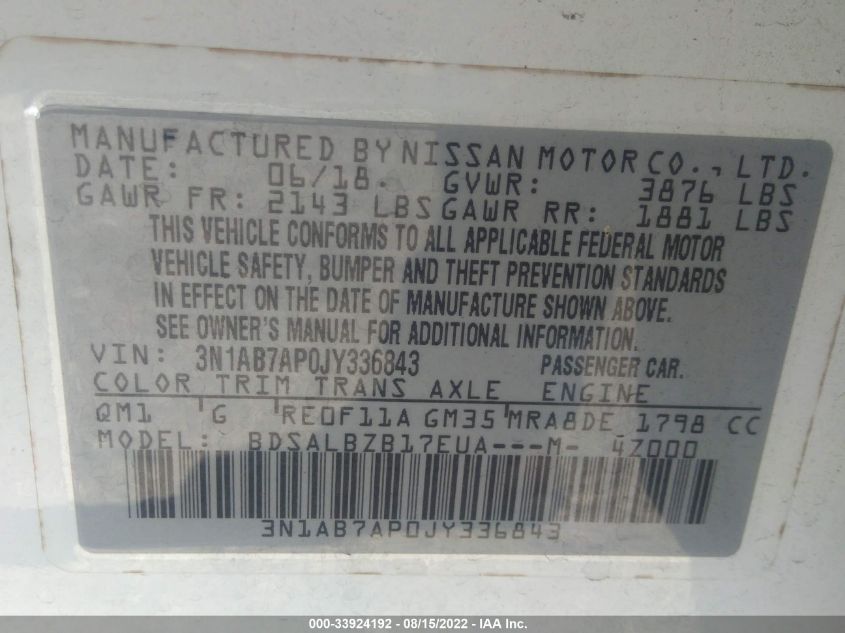 MANUFACTURED BY NISSAN MOTOR CO., LTD.
DATE: 06/18. GVWR: 3876 LBS
GAWR FR: 2143 LBS GAWR RR: 1881 LBS
THIS VEHICLE CONFORMS TO ALL APPLICABLE FEDERAL MOTOR
VEHICLE SAFETY, BUMPER AND THEFT PREVENTION STANDARDS
IN EFFECT ON THE DATE OF MANUFACTURE SHOWN ABOVE.
SEE OWNER'S MANUAL FOR ADDITIONAL INFORMATION.
VIN: 3N1AB7AP0JY336843 PASSENGER CAR.
COLOR TRIM TRANS AXLE ENGINE
QM1 G RE0F11A GM35 MRA8DE 1798 CC
MODEL: BDSALBZB17EUA---M- 4Z000
3N1AB7AP0JY336843
000-33924192 - 08/15/2022 - IAA Inc.